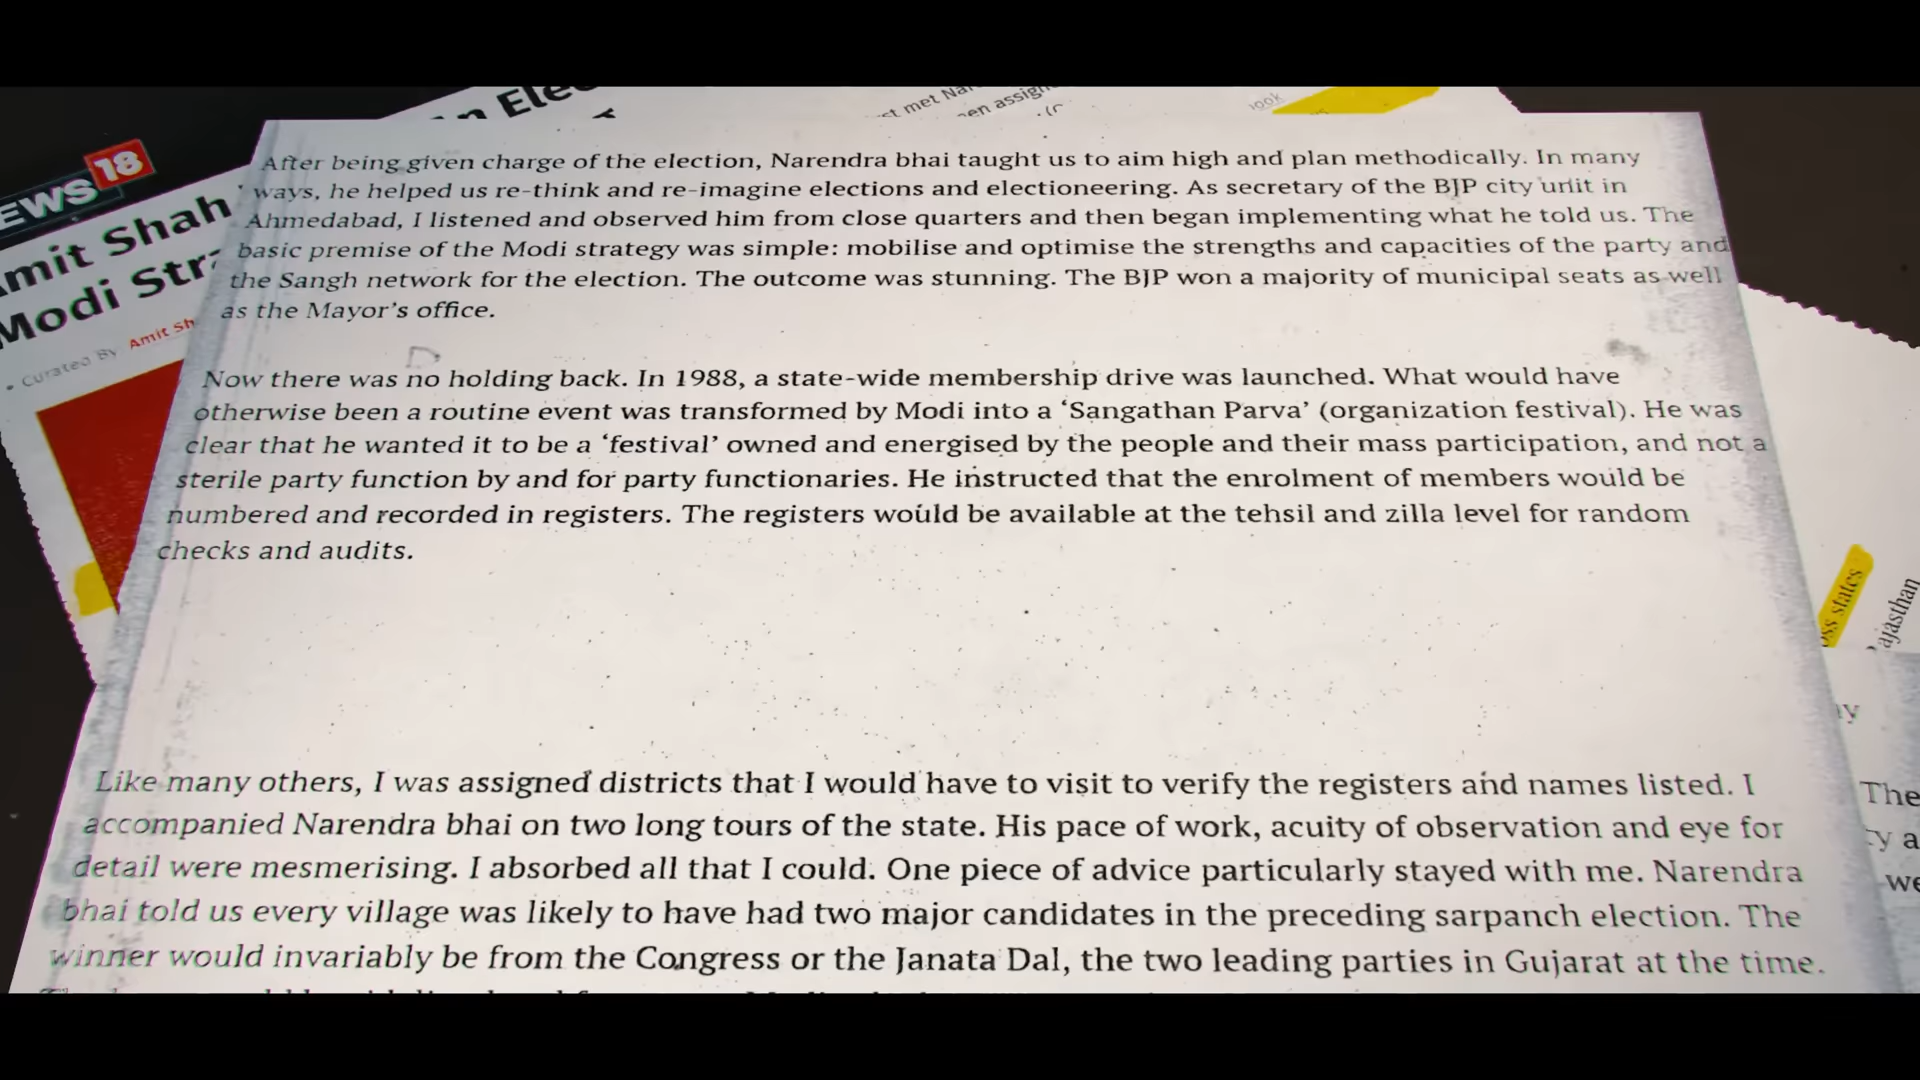 EWS 18
mit Shah
Modi
Curated By Amit Sh
n Ele
st met
en assign
look
After being given charge of the election, Narendra bhai taught us to aim high and plan methodically. In many
ways, he helped us re-think and re-imagine elections and electioneering. As secretary of the BJP city unit in
Ahmedabad, I listened and observed him from close quarters and then began implementing what he told us. The
basic premise of the Modi strategy was simple: mobilise and optimise the strengths and capacities of the party and
the Sangh network for the election. The outcome was stunning. The BJP won a majority of municipal seats as well
as the Mayor's office.
Now there was no holding back. In 1988, a state-wide membership drive was launched. What would have
otherwise been a routine event was transformed by Modi into a ‘Sangathan Parva’ (organization festival). He was
clear that he wanted it to be a ‘festival’ owned and energised by the people and their mass participation, and not a
sterile party function by and for party functionaries. He instructed that the enrolment of members would be
numbered and recorded in registers. The registers would be available at the tehsil and zilla level for random
checks and audits.
Like many others, I was assigned districts that I would have to visit to verify the registers and names listed. I
accompanied Narendra bhai on two long tours of the state. His pace of work, acuity of observation and eye for
detail were mesmerising. I absorbed all that I could. One piece of advice particularly stayed with me. Narendra
bhai told us every village was likely to have had two major candidates in the preceding sarpanch election. The
winner would invariably be from the Congress or the Janata Dal, the two leading parties in Gujarat at the time.
oss states
ajasthan
The